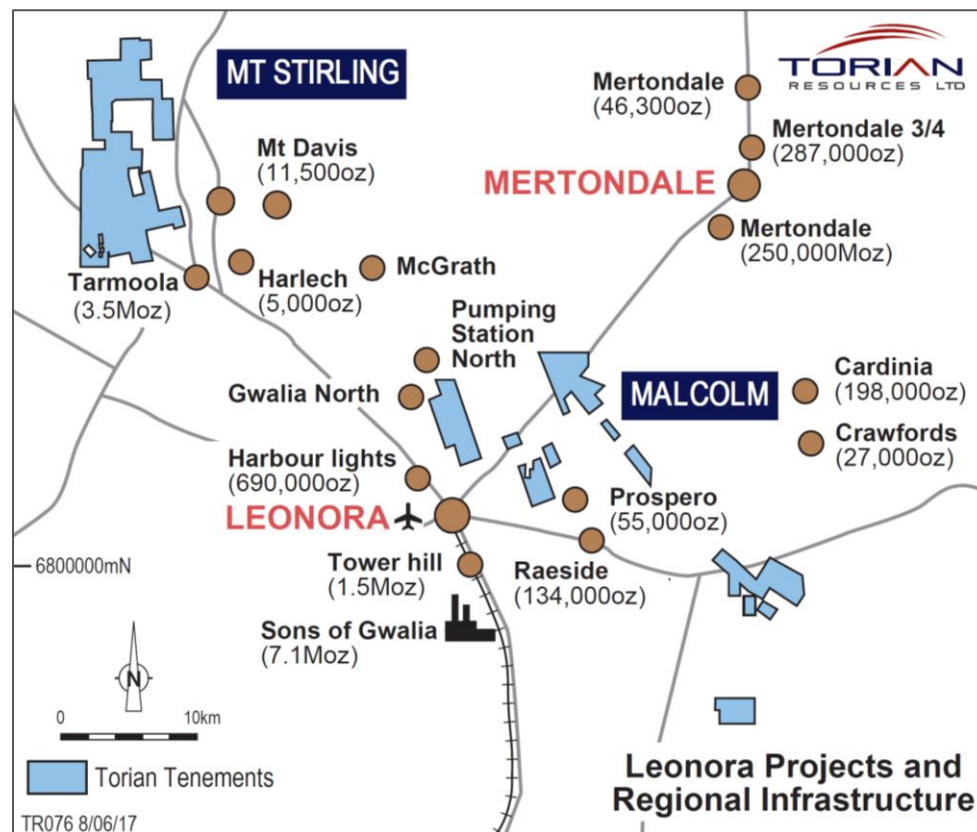 MT STIRLING
TORIAN
RESOURCES LTD
Mertondale
(46,300oz)
Mt Davis
(11,500oz)
Mertondale 3/4
(287,000oz)
MERTONDALE
Mertondale
(250,000Moz)
Tarmoola
(3.5Moz)
Harlech
(5,000oz)
McGrath
Pumping
Station
North
Gwalia North
MALCOLM
Cardinia
(198,000oz)
Crawfords
(27,000oz)
Harbour lights
(690,000oz)
LEONORA
Prospero
(55,000oz)
6800000mN
Tower hill
(1.5Moz)
Raeside
(134,000oz)
Sons of Gwalia
(7.1Moz)
N
0 10km
Torian Tenements
Leonora Projects and
Regional Infrastructure
TR076 8/06/17